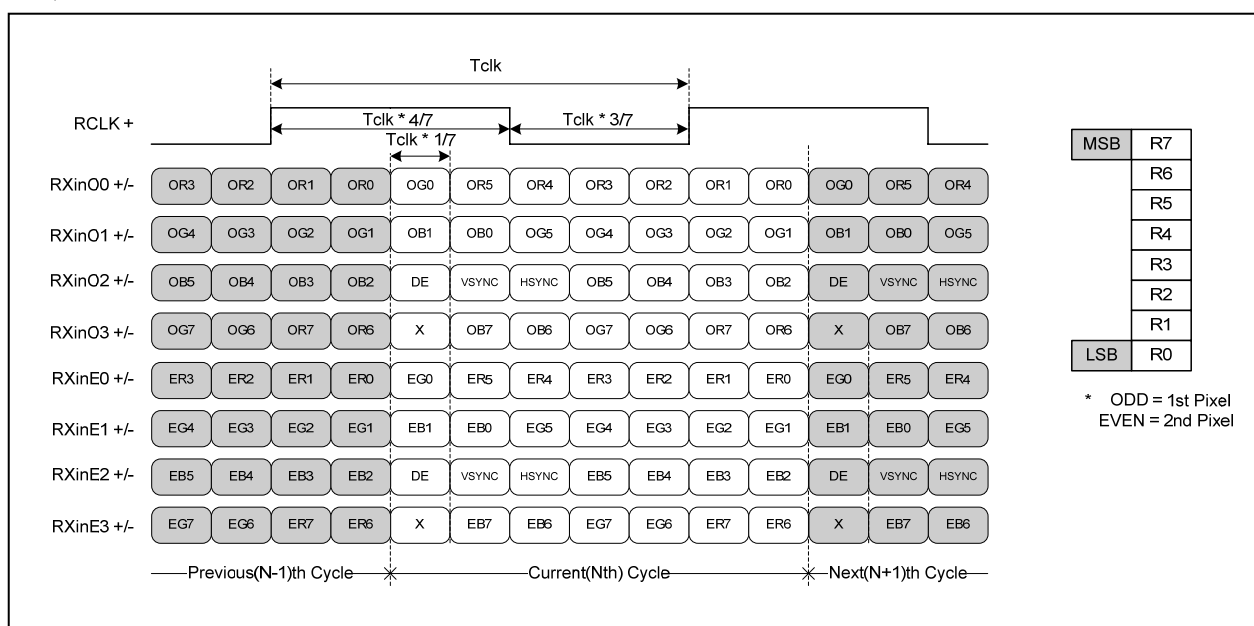 Tclk
RCLK +
Tclk * 4/7
Tclk * 3/7
Tclk * 1/7
RXinO0 +/- OR3 OR2 OR1 OR0 OG0 OR5 OR4 OR3 OR2 OR1 OR0 OG0 OR5 OR4
RXinO1 +/- OG4 OG3 OG2 OG1 OB1 OB0 OG5 OG4 OG3 OG2 OG1 OB1 OB0 OG5
RXinO2 +/- OB5 OB4 OB3 OB2 DE VSYNC HSYNC OB5 OB4 OB3 OB2 DE VSYNC HSYNC
RXinO3 +/- OG7 OG6 OR7 OR6 X OB7 OB6 OG7 OG6 OR7 OR6 X OB7 OB6
RXinE0 +/- ER3 ER2 ER1 ER0 EG0 ER5 ER4 ER3 ER2 ER1 ER0 EG0 ER5 ER4
RXinE1 +/- EG4 EG3 EG2 EG1 EB1 EB0 EG5 EG4 EG3 EG2 EG1 EB1 EB0 EG5
RXinE2 +/- EB5 EB4 EB3 EB2 DE VSYNC HSYNC EB5 EB4 EB3 EB2 DE VSYNC HSYNC
RXinE3 +/- EG7 EG6 ER7 ER6 X EB7 EB6 EG7 EG6 ER7 ER6 X EB7 EB6
Previous(N-1)th Cycle Current(Nth) Cycle Next(N+1)th Cycle
MSB R7
R6
R5
R4
R3
R2
R1
LSB R0
* ODD = 1st Pixel
EVEN = 2nd Pixel